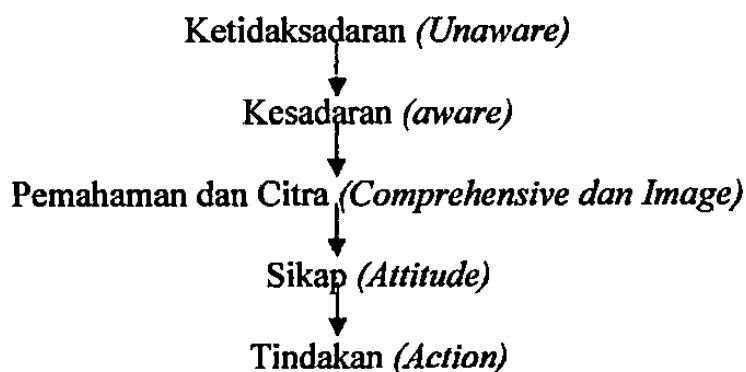 Ketidaksadaran (Unaware)
Kesadaran (aware)
Pemahaman dan Citra (Comprehensive dan Image)
Sikap (Attitude)
Tindakan (Action)